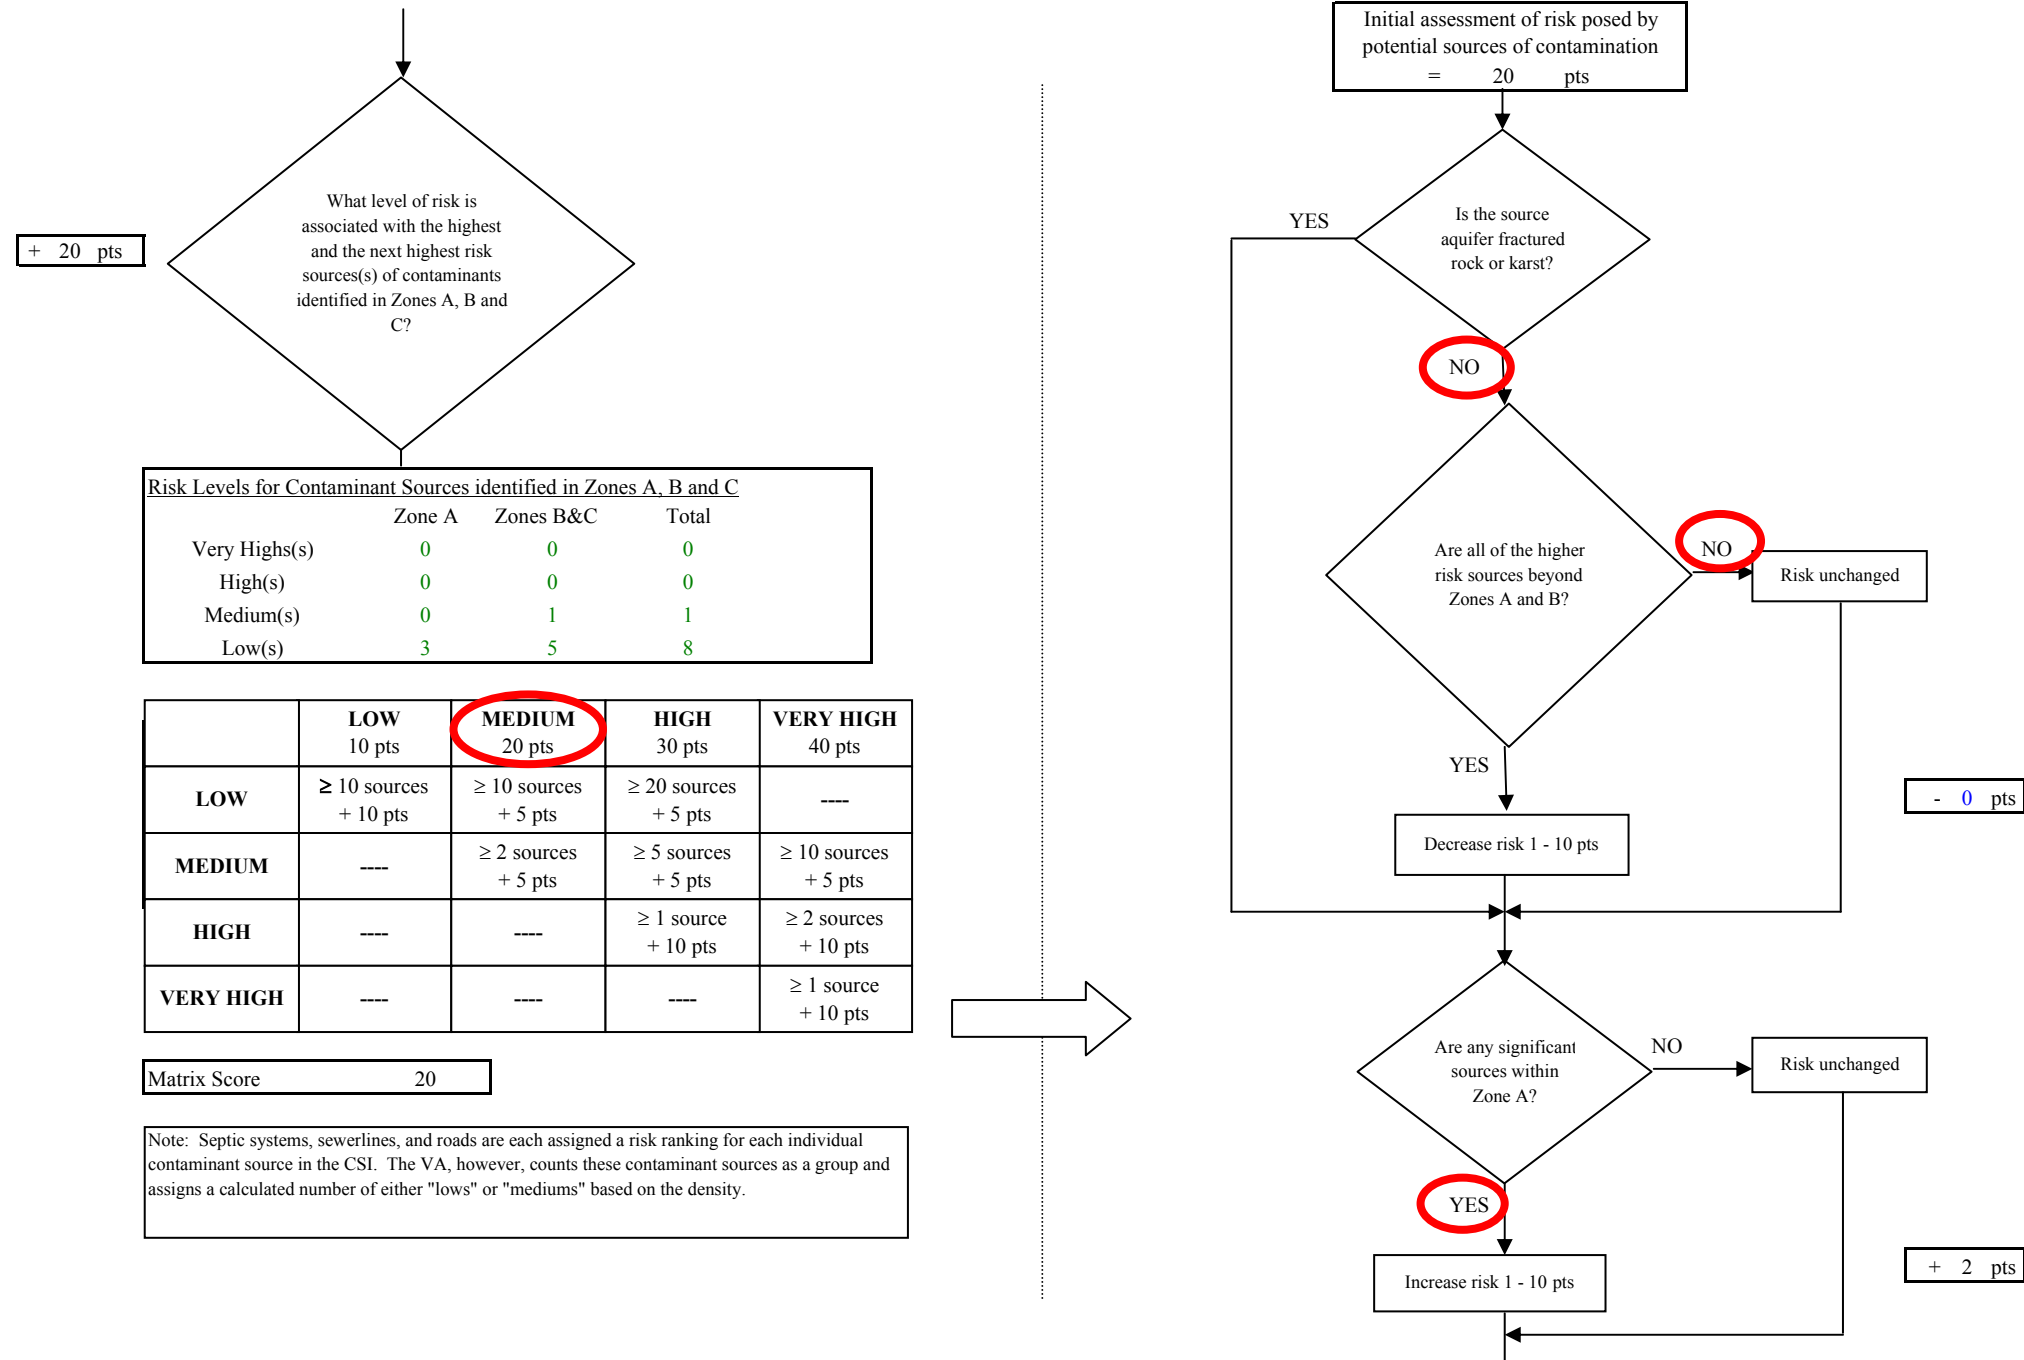 + 20 pts
What level of risk is
associated with the highest
and the next highest risk
sources(s) of contaminants
identified in Zones A, B and
C?
Risk Levels for Contaminant Sources identified in Zones A, B and C
Zone A Zones B&C Total
Very Highs(s) 0 0 0
High(s) 0 0 0
Medium(s) 0 1 1
Low(s) 3 5 8
LOW MEDIUM HIGH VERY HIGH
10 pts 20 pts 30 pts 40 pts
LOW
≥ 10 sources ≥ 10 sources ≥ 20 sources ----
+ 10 pts + 5 pts + 5 pts
MEDIUM
---- ≥ 2 sources ≥ 5 sources ≥ 10 sources
+ 5 pts + 5 pts + 5 pts
HIGH
---- ---- ≥ 1 source ≥ 2 sources
+ 10 pts + 10 pts
VERY HIGH
---- ---- ---- ≥ 1 source
+ 10 pts
Matrix Score 20
Note: Septic systems, sewerlines, and roads are each assigned a risk ranking for each individual
contaminant source in the CSI. The VA, however, counts these contaminant sources as a group and
assigns a calculated number of either "lows" or "mediums" based on the density.
Initial assessment of risk posed by
potential sources of contamination
= 20 pts
Is the source
aquifer fractured
rock or karst?
YES
NO
Are all of the higher
risk sources beyond
Zones A and B?
NO
Risk unchanged
YES
Decrease risk 1 - 10 pts
- 0 pts
Are any significant
sources within
Zone A?
NO
Risk unchanged
YES
Increase risk 1 - 10 pts
+ 2 pts